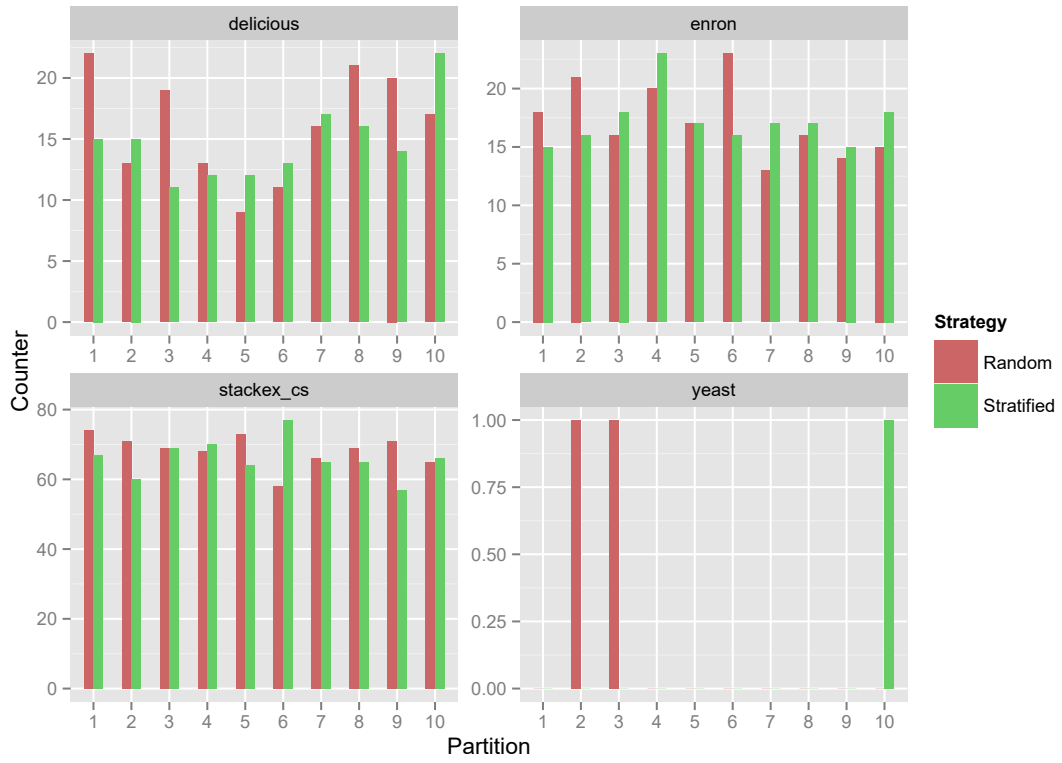 delicious
enron
20
15
10
5
0
20
15
10
5
0
1 2 3 4 5 6 7 8 9 10
1 2 3 4 5 6 7 8 9 10
Counter
Strategy
Random
Stratified
stackex_cs
yeast
80
60
40
20
0
1.00
0.75
0.50
0.25
0.00
1 2 3 4 5 6 7 8 9 10
1 2 3 4 5 6 7 8 9 10
Partition